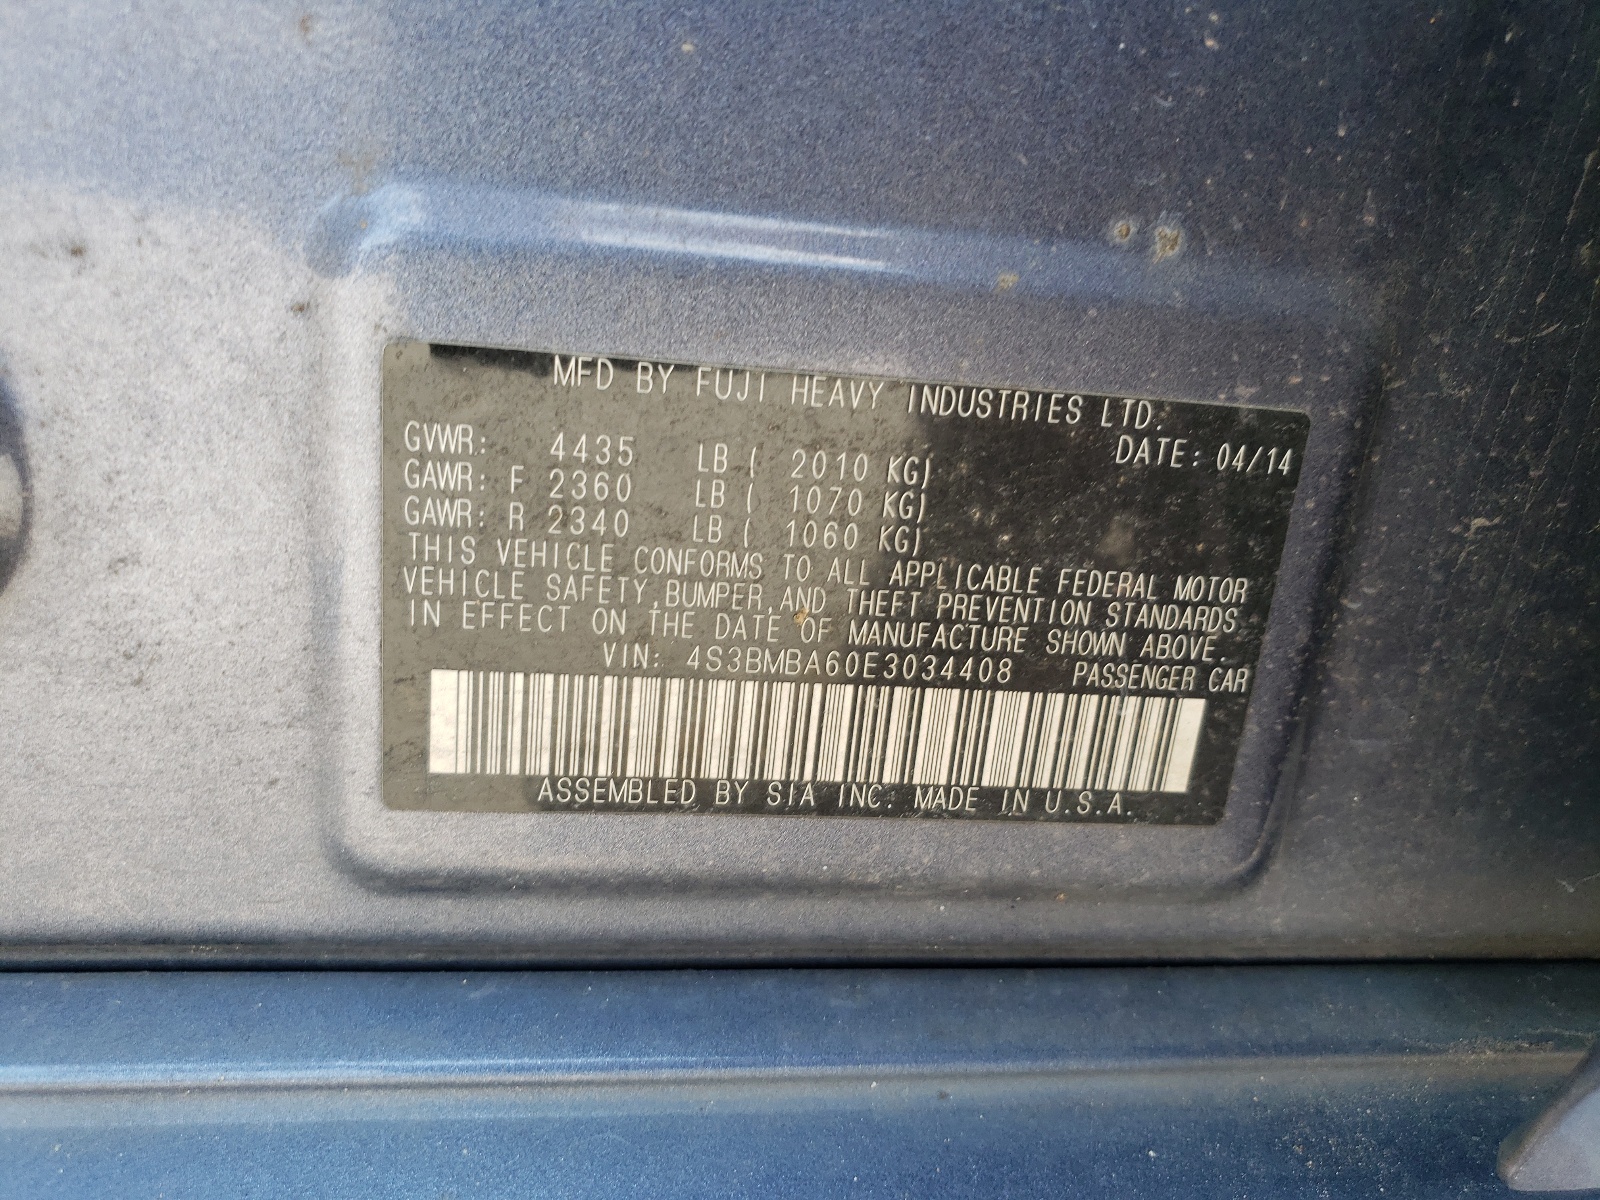 MFD BY FUJI HEAVY INDUSTRIES LTD.
DATE: 04/14
GVWR: 4435 LB ( 2010 KG)
GAWR: F 2360 LB ( 1070 KG)
GAWR: R 2340 LB ( 1060 KG)
THIS VEHICLE CONFORMS TO ALL APPLICABLE FEDERAL MOTOR
VEHICLE SAFETY, BUMPER, AND THEFT PREVENTION STANDARDS
IN EFFECT ON THE DATE OF MANUFACTURE SHOWN ABOVE.
VIN: 4S3BMBA60E3034408 PASSENGER CAR
ASSEMBLED BY SIA INC. MADE IN U.S.A.